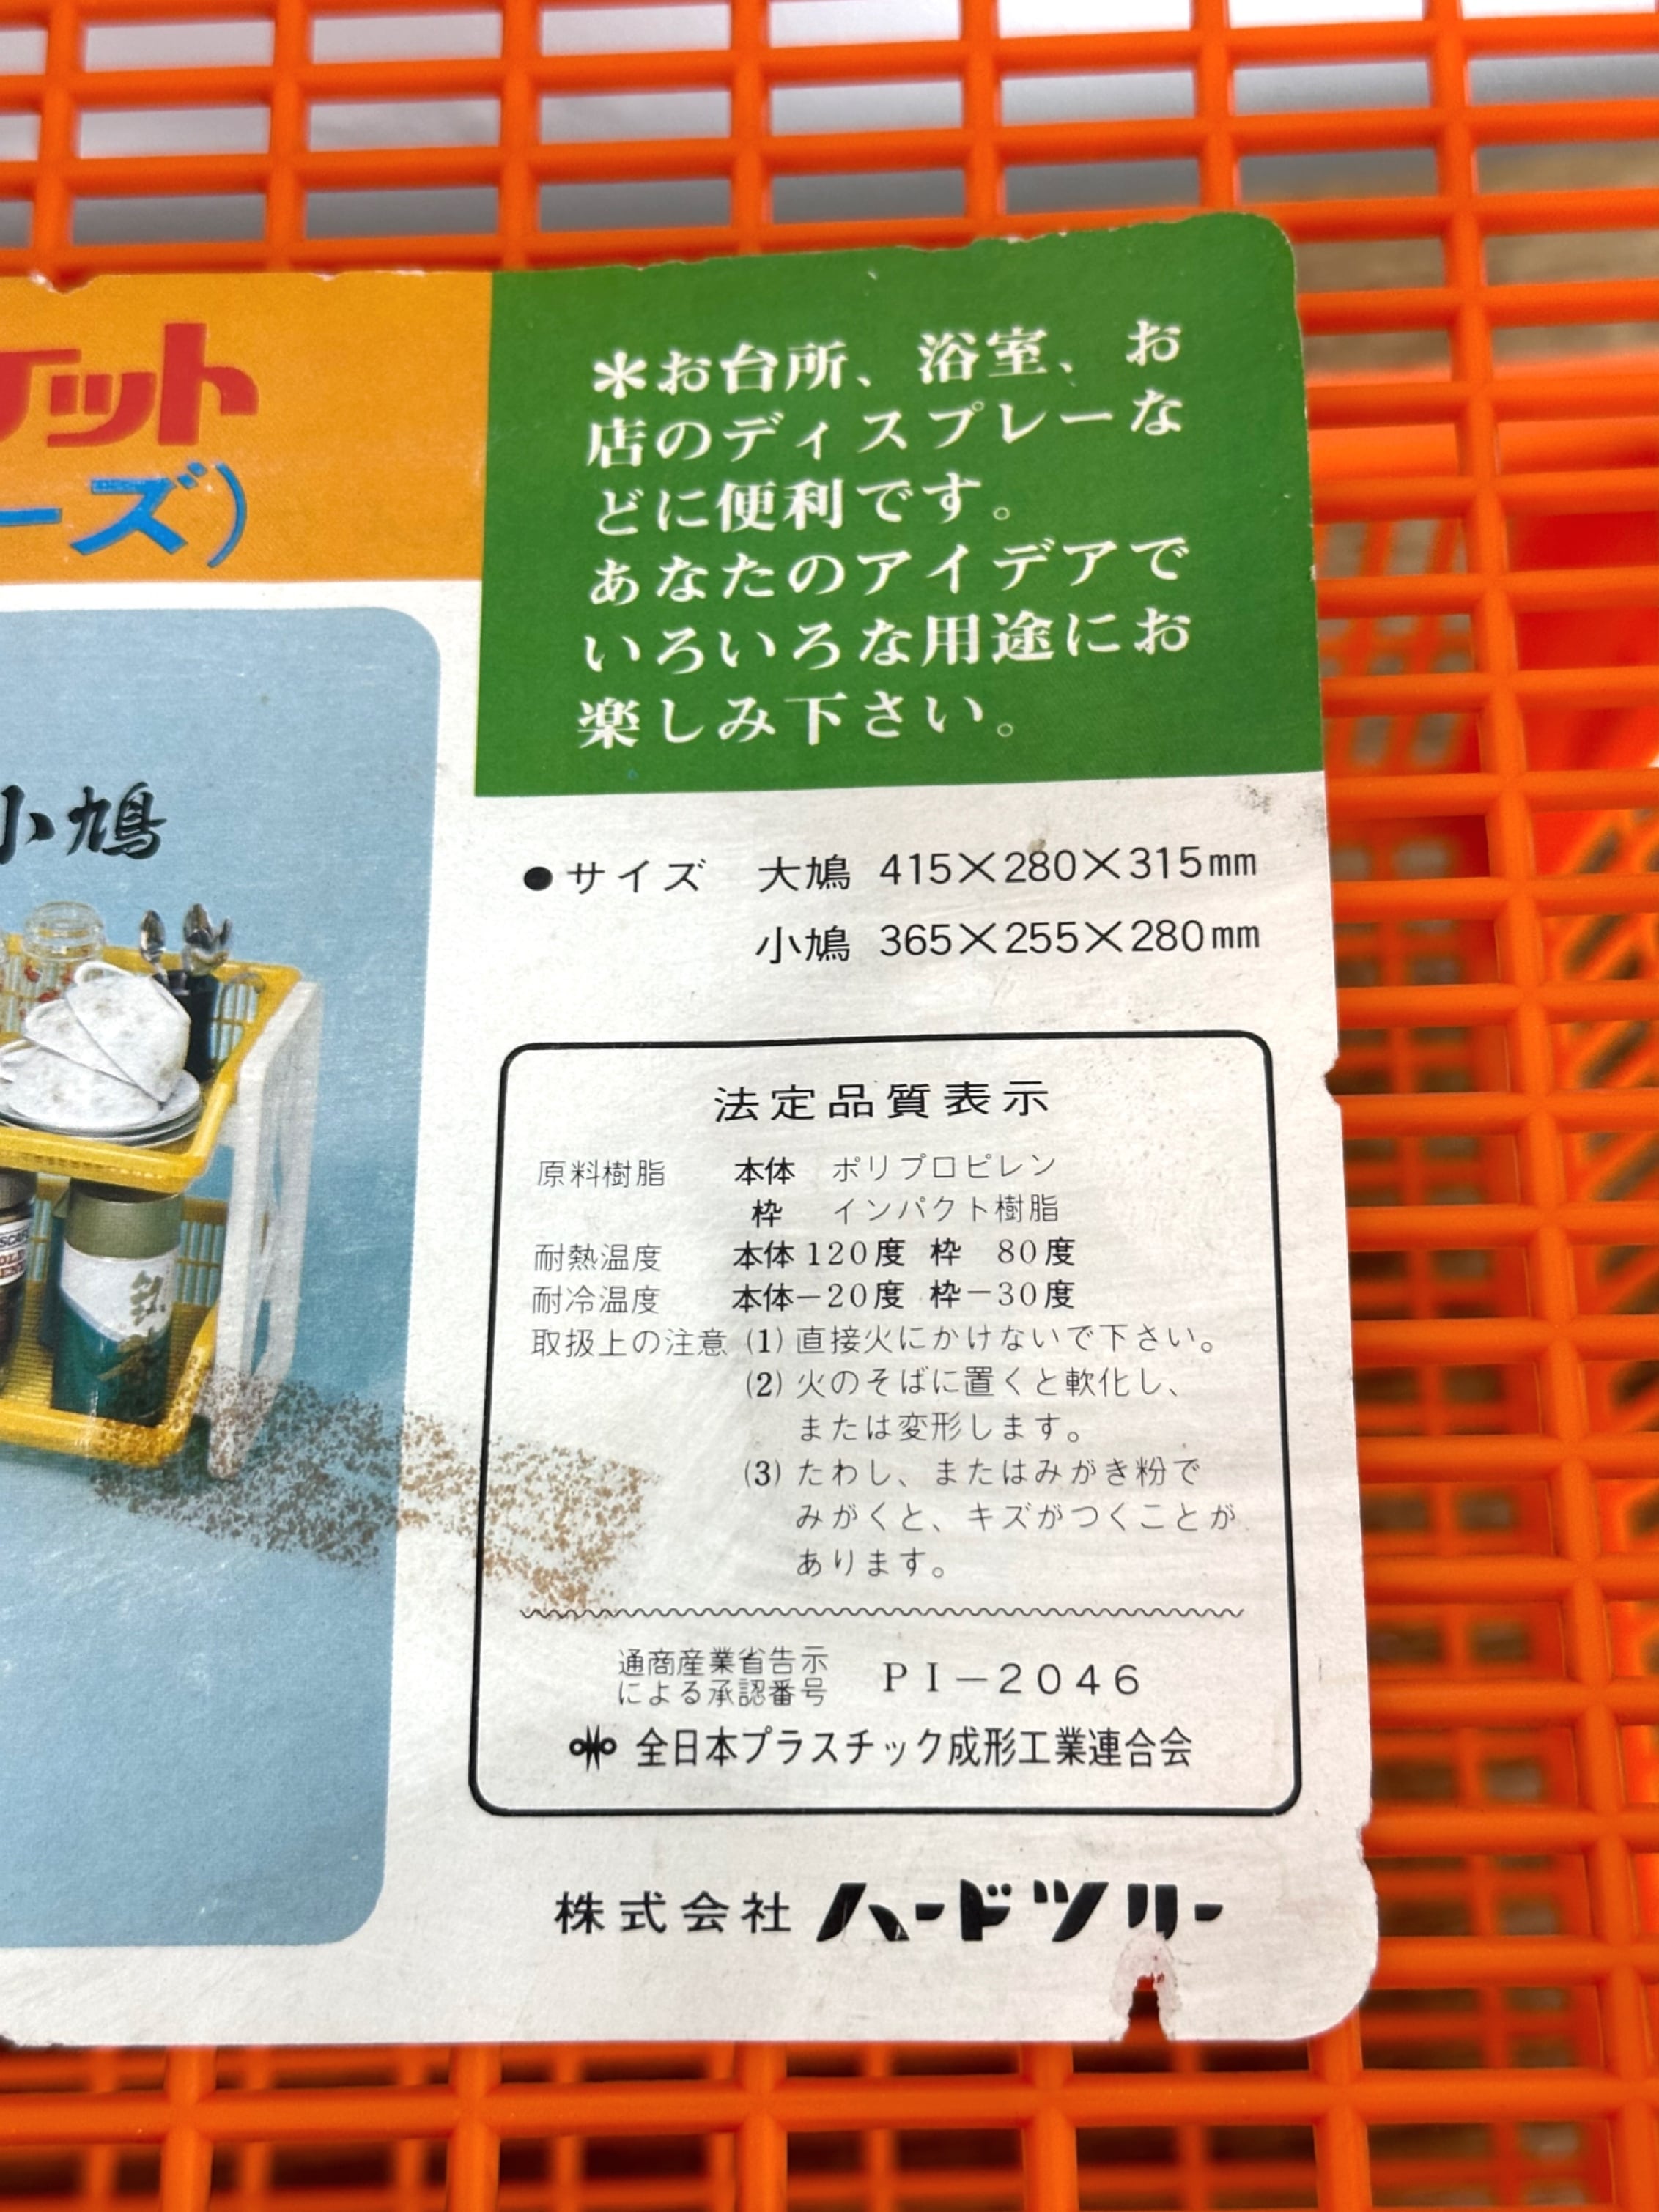 ケット
ーズ)
＊お台所、浴室、お
店のディスプレーな
どに便利です。
あなたのアイデアで
いろいろな用途にお
楽しみ下さい。
小鳩
●サイズ 大鳩 415×280×315mm
小鳩 365×255×280mm
法定品質表示
原料樹脂 本体 ポリプロピレン
枠 インパクト樹脂
耐熱温度 本体 120度 枠 80度
耐冷温度 本体−20度 枠−30度
取扱上の注意 (1) 直接火にかけないで下さい。
(2) 火のそばに置くと軟化し、
または変形します。
(3) たわし、またはみがき粉で
みがくと、キズがつくことが
あります。
通商産業省告示
による承認番号 PI−2046
全日本プラスチック成形工業連合会
株式会社 ハードツリー